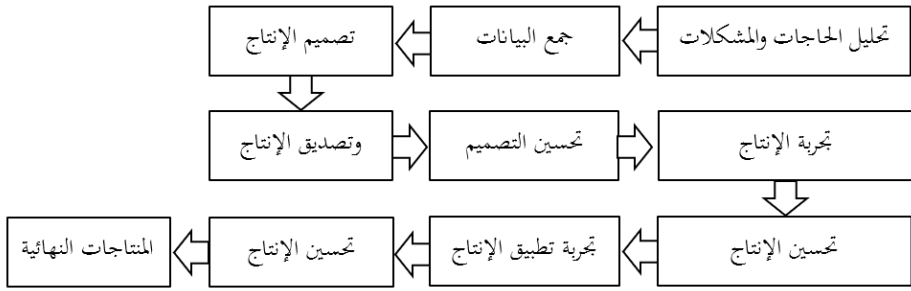 تحليل الحاجات والمشكلات
جمع البيانات
تصميم الإنتاج
وتصديق الإنتاج
تحسين التصميم
تجربة الإنتاج
تحسين الإنتاج
تجربة تطبيق الإنتاج
تحسين الإنتاج
المنتاجات النهائية